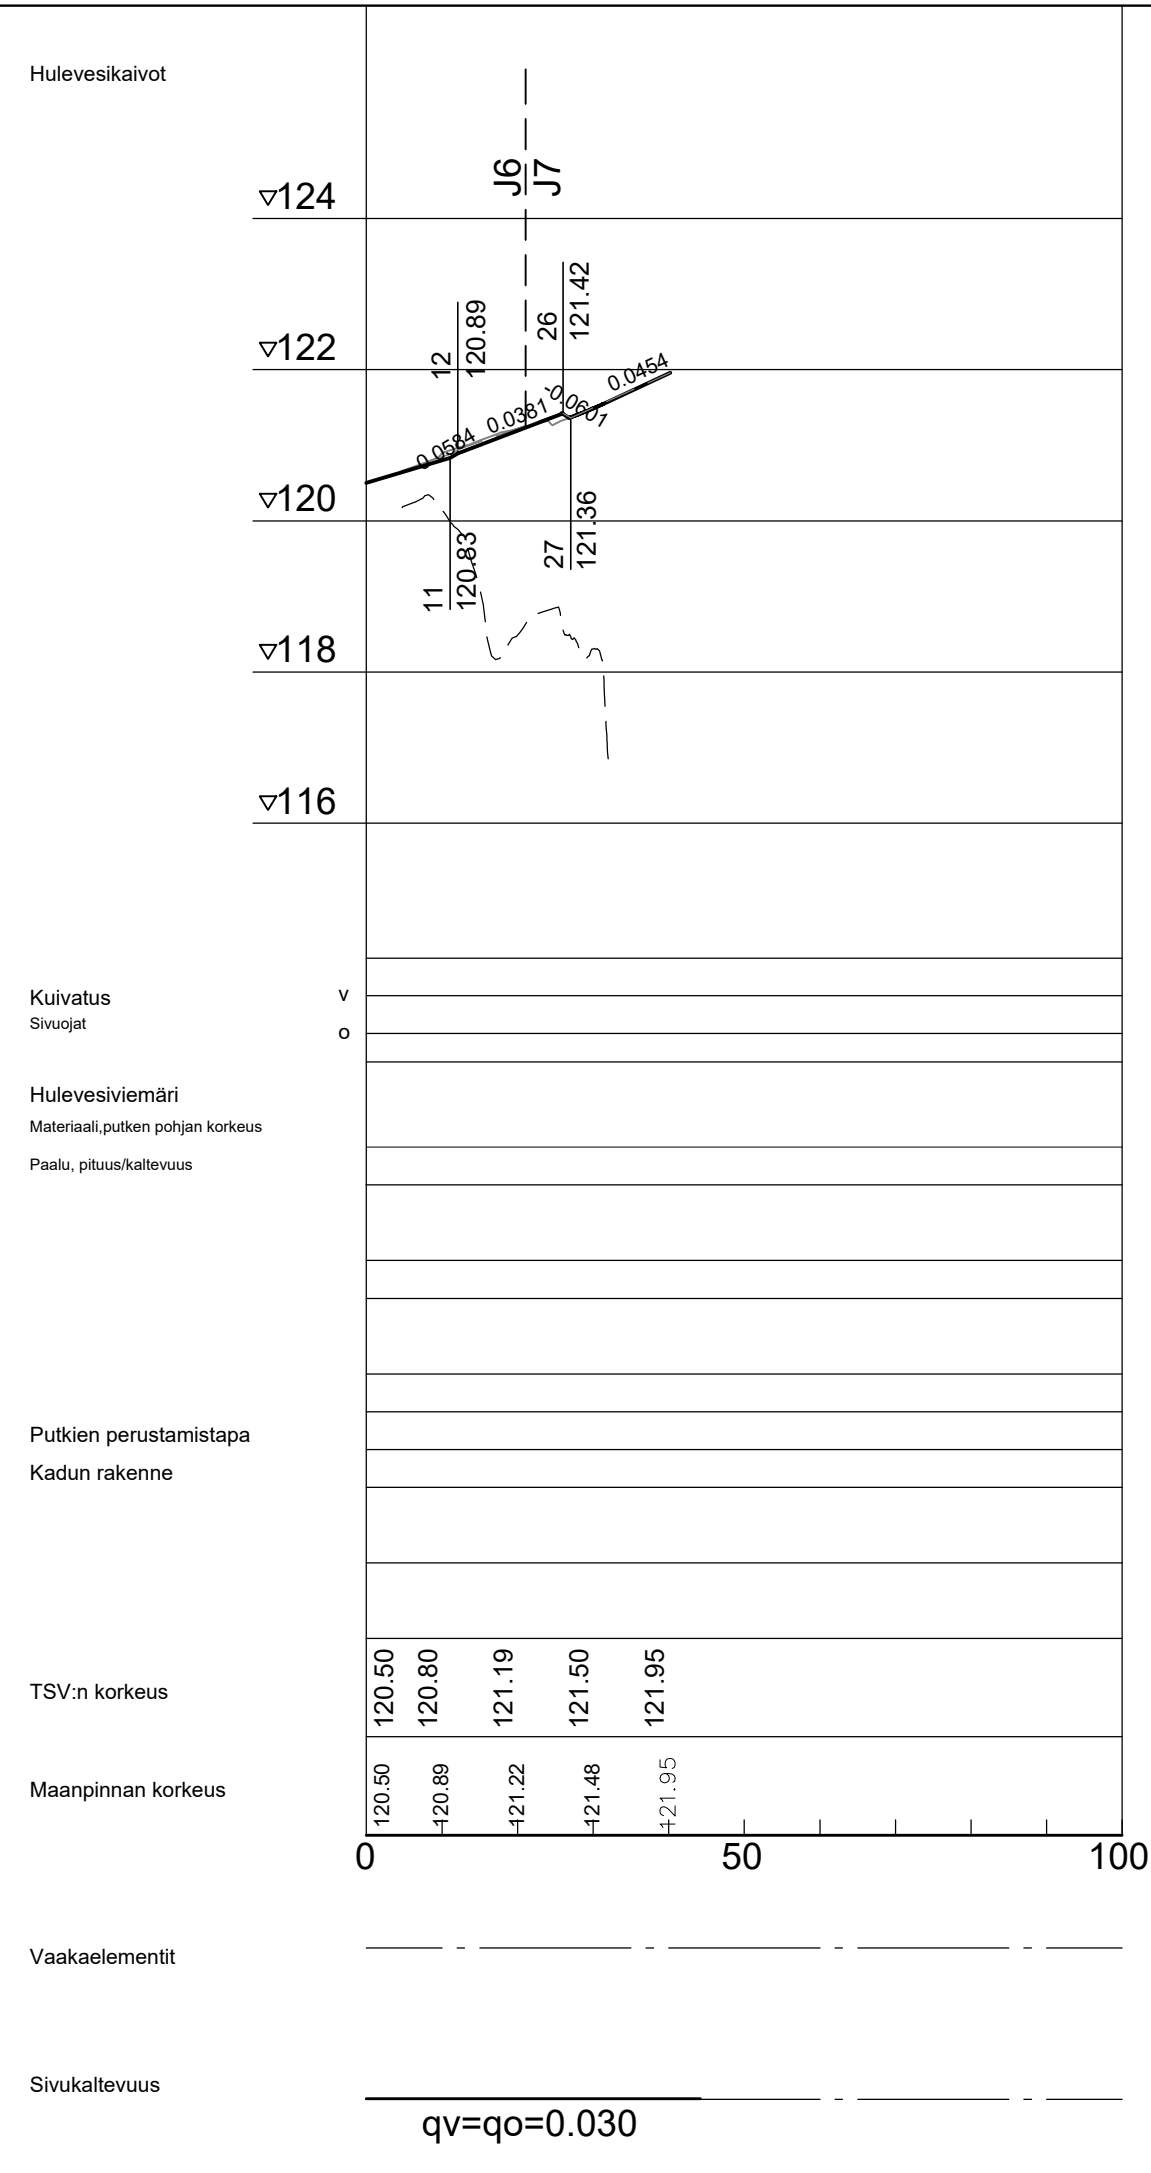 Hulevesikaivot
J6
J7
▽124
26
121.42
12
120.89
▽122
0.0454
-0.0601
0.0381
0.0584
▽120
27
121.36
11
120.83
▽118
▽116
Kuivatus v
Sivuojat o
Hulevesiviemäri
Materiaali,putken pohjan korkeus
Paalu, pituus/kaltevuus
Putkien perustamistapa
Kadun rakenne
TSV:n korkeus 120.50 120.80 121.19 121.50 121.95
Maanpinnan korkeus 120.50 120.89 121.22 121.48 121.95
0 50 100
Vaakaelementit
Sivukaltevuus
qv=qo=0.030